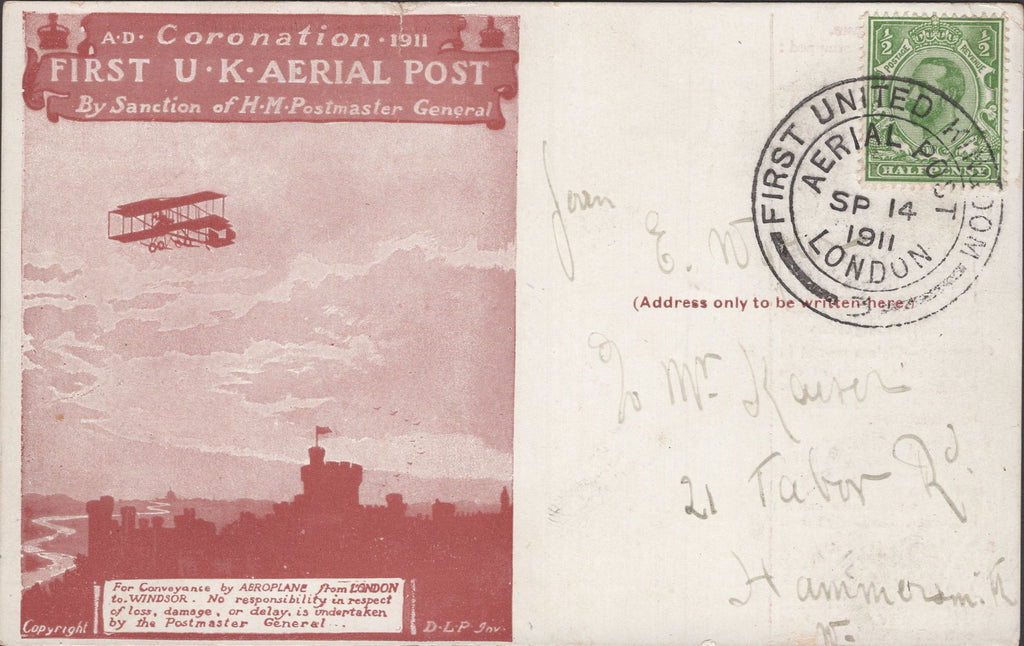 A·D· Coronation · 1911
FIRST U·K·AERIAL POST
By Sanction of H·M·Postmaster General
For Conveyance by AEROPLANE from LONDON
to WINDSOR. No responsibility in respect
of loss, damage, or delay, is undertaken
by the Postmaster General...
Copyright
D·L·P Inv.
½ ½
POSTAGE REVENUE
HALFPENNY
FIRST UNITED KINGDOM
AERIAL POST
SP 14
1911
LONDON
(Address only to be written here)
E. W
To Mr.
21 Tabor Rd.
Hammersmith
W.